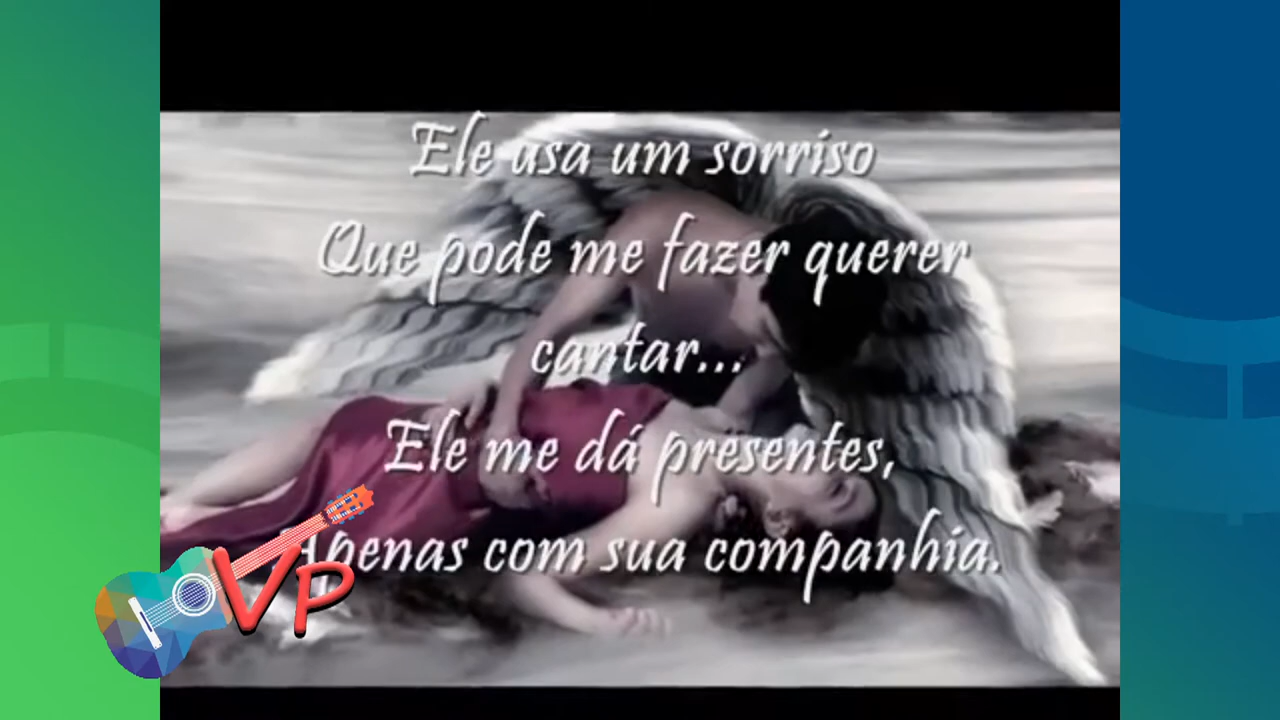 Ele usa um sorriso
Que pode me fazer querer
cantar...
Ele me dá presentes,
Apenas com sua companhia.
VP